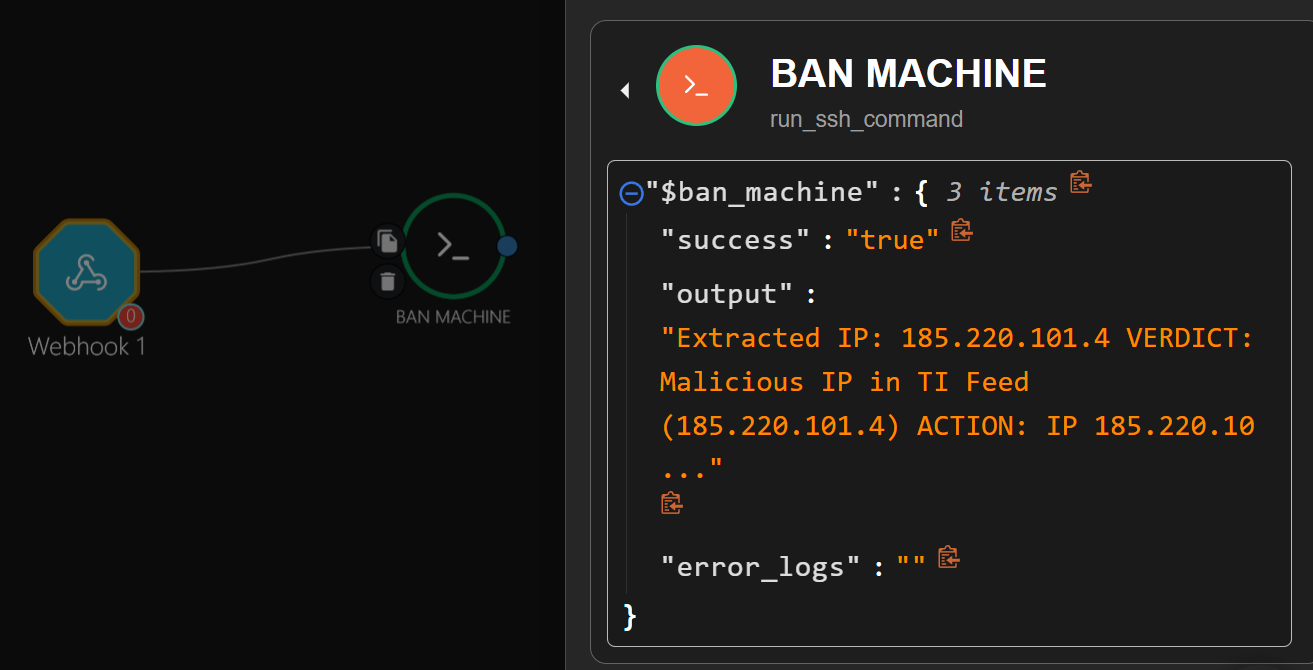 BAN MACHINE
run_ssh_command
"$ban_machine" : { 3 items
"success" : "true"
"output" :
"Extracted IP: 185.220.101.4 VERDICT:
Malicious IP in TI Feed
(185.220.101.4) ACTION: IP 185.220.10
..."
"error_logs" : ""
}
0
Webhook 1
BAN MACHINE